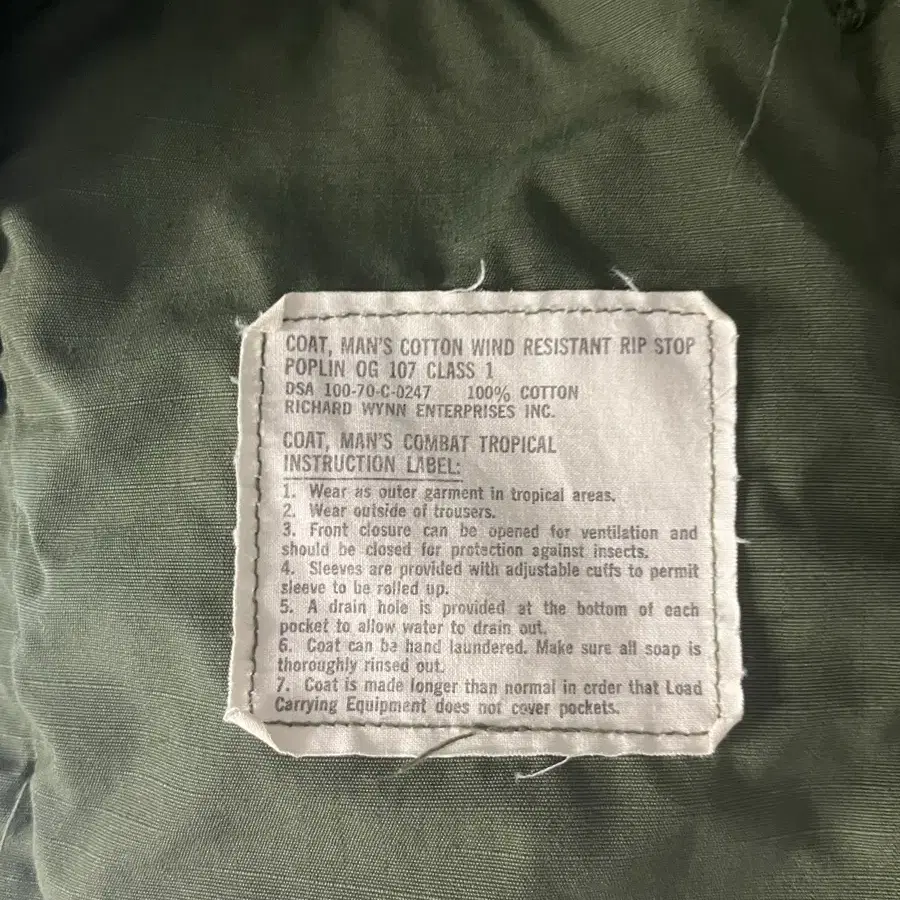 COAT, MAN'S COTTON WIND RESISTANT RIP STOP
POPLIN OG 107 CLASS 1
DSA 100-70-C-0247 100% COTTON
RICHARD WYNN ENTERPRISES INC.
COAT, MAN'S COMBAT TROPICAL
INSTRUCTION LABEL:
1. Wear as outer garment in tropical areas.
2. Wear outside of trousers.
3. Front closure can be opened for ventilation and
should be closed for protection against insects.
4. Sleeves are provided with adjustable cuffs to permit
sleeve to be rolled up.
5. A drain hole is provided at the bottom of each
pocket to allow water to drain out.
6. Coat can be hand laundered. Make sure all soap is
thoroughly rinsed out.
7. Coat is made longer than normal in order that Load
Carrying Equipment does not cover pockets.